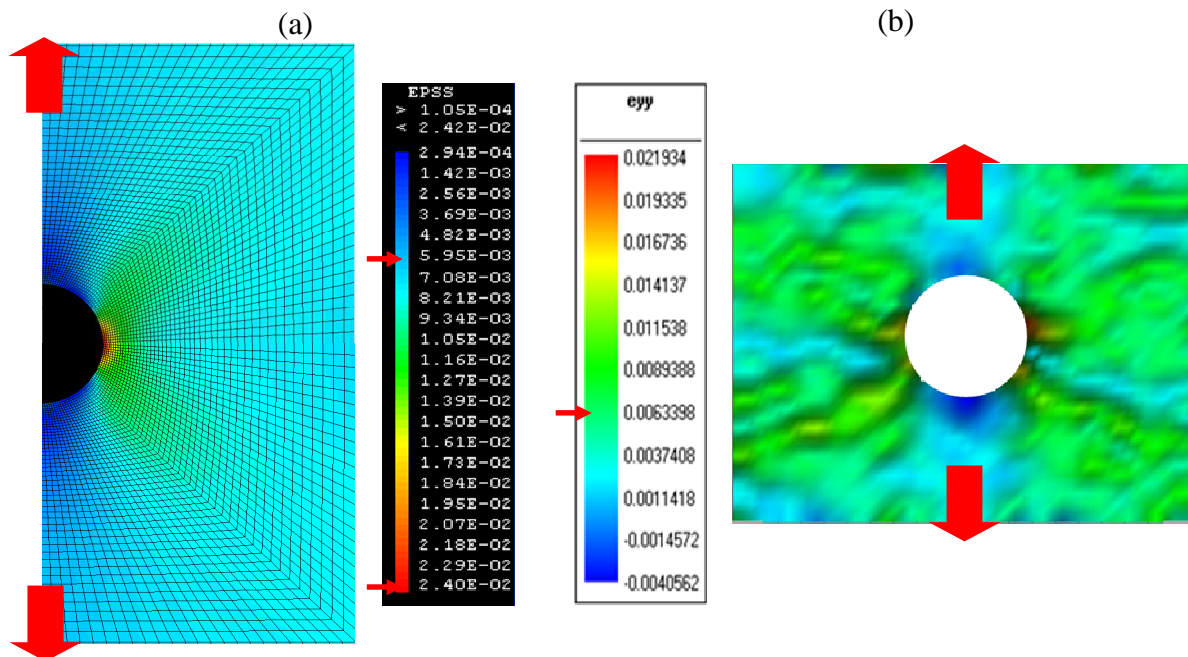 (a)
(b)
EPSS
> 1.05E-04
< 2.42E-02
2.94E-04
1.42E-03
2.56E-03
3.69E-03
4.82E-03
5.95E-03
7.08E-03
8.21E-03
9.34E-03
1.05E-02
1.16E-02
1.27E-02
1.39E-02
1.50E-02
1.61E-02
1.73E-02
1.84E-02
1.95E-02
2.07E-02
2.18E-02
2.29E-02
2.40E-02
eyy
0.021934
0.019335
0.016736
0.014137
0.011538
0.0089388
0.0063398
0.0037408
0.0011418
-0.0014572
-0.0040562